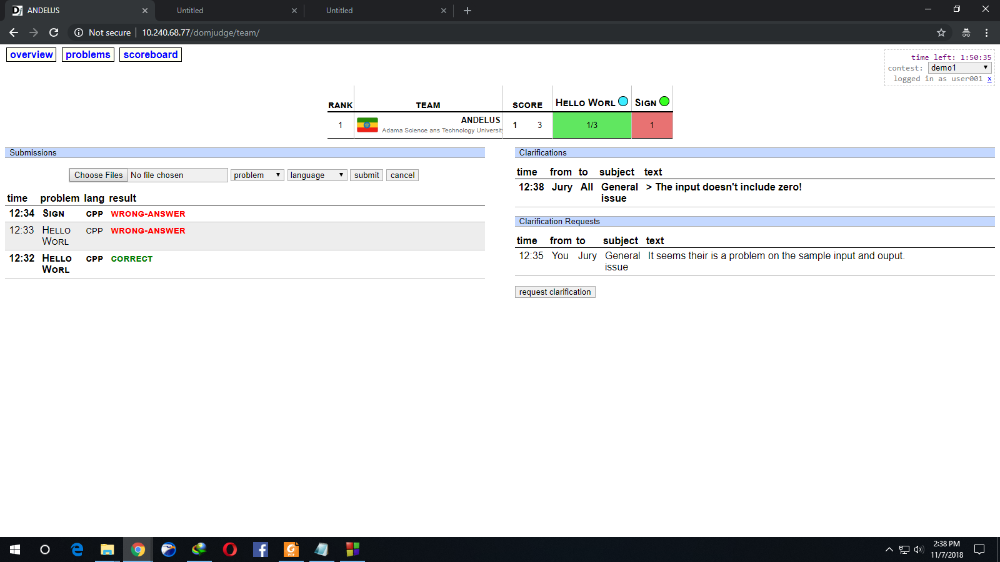 ANDELUS
Untitled
Untitled
Not secure 10.240.68.77/domjudge/team/
overview problems scoreboard
time left: 1:50:35
contest: demo1
logged in as user001 x
RANK TEAM SCORE HELLO WORL SIGN
1 ANDELUS 1 3 1/3 1
Adama Science ans Technology Universit
Submissions
Choose Files No file chosen problem language submit cancel
time problem lang result
12:34 SIGN CPP WRONG-ANSWER
12:33 HELLO CPP WRONG-ANSWER
WORL
12:32 HELLO CPP CORRECT
WORL
Clarifications
time from to subject text
12:38 Jury All General > The input doesn't include zero!
issue
Clarification Requests
time from to subject text
12:35 You Jury General It seems their is a problem on the sample input and ouput.
issue
request clarification
2:38 PM
11/7/2018